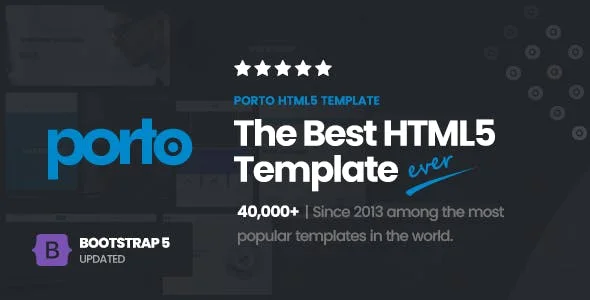 PORTO HTML5 TEMPLATE
porto
The Best HTML5
Template ever
40,000+ | Since 2013 among the most
popular templates in the world.
B
BOOTSTRAP 5
UPDATED